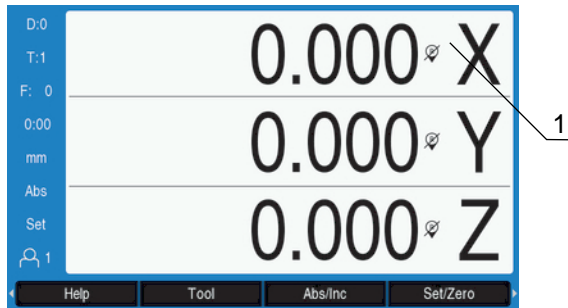 D:0
T:1
F: 0
0:00
mm
Abs
Set
1
0.000 X
0.000 Y
0.000 Z
1
Help Tool Abs/Inc Set/Zero